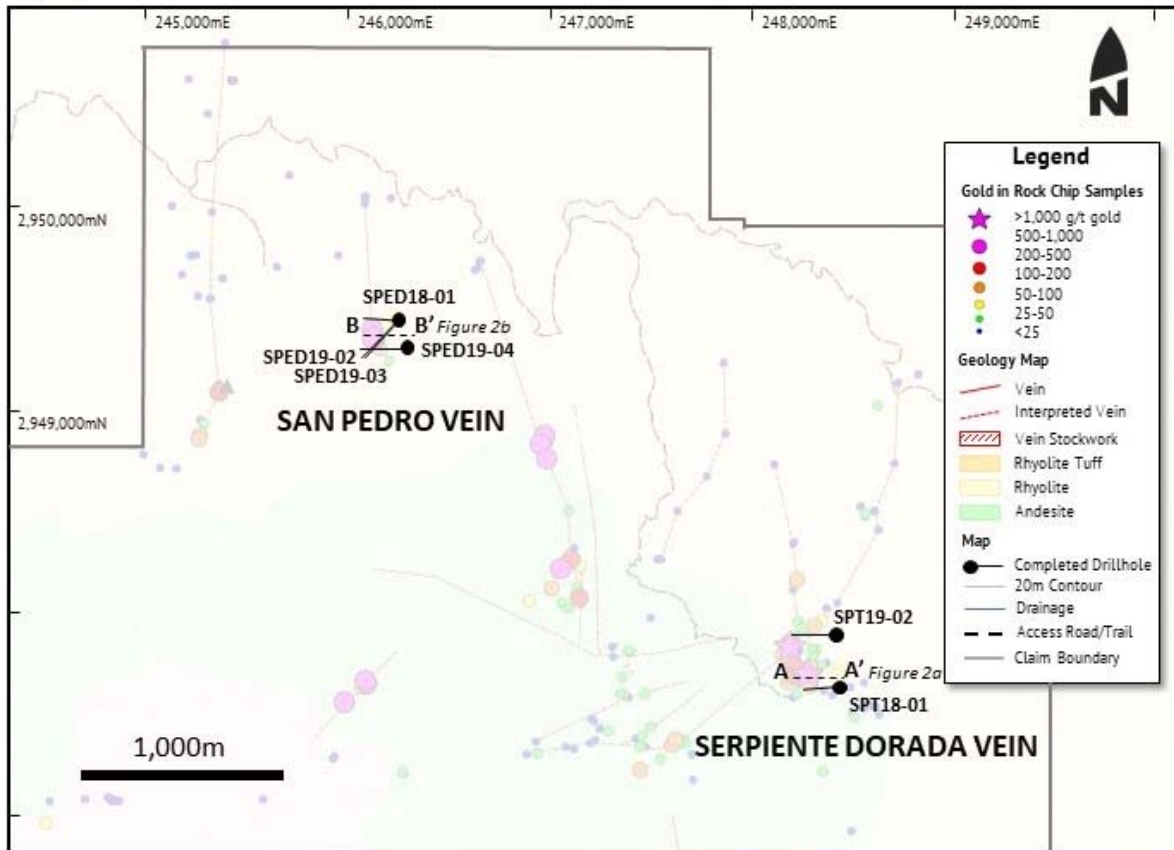 245,000mE 246,000mE 247,000mE 248,000mE 249,000mE
N
2,950,000mN
2,949,000mN
SPED18-01
B B' Figure 2b
SPED19-02 SPED19-04
SPED19-03
SAN PEDRO VEIN
SPT19-02
A A' Figure 2a
SPT18-01
SERPIENTE DORADA VEIN
1,000m
Legend
Gold in Rock Chip Samples
>1,000 g/t gold
500-1,000
200-500
100-200
50-100
25-50
<25
Geology Map
Vein
Interpreted Vein
Vein Stockwork
Rhyolite Tuff
Rhyolite
Andesite
Map
Completed Drillhole
20m Contour
Drainage
Access Road/Trail
Claim Boundary